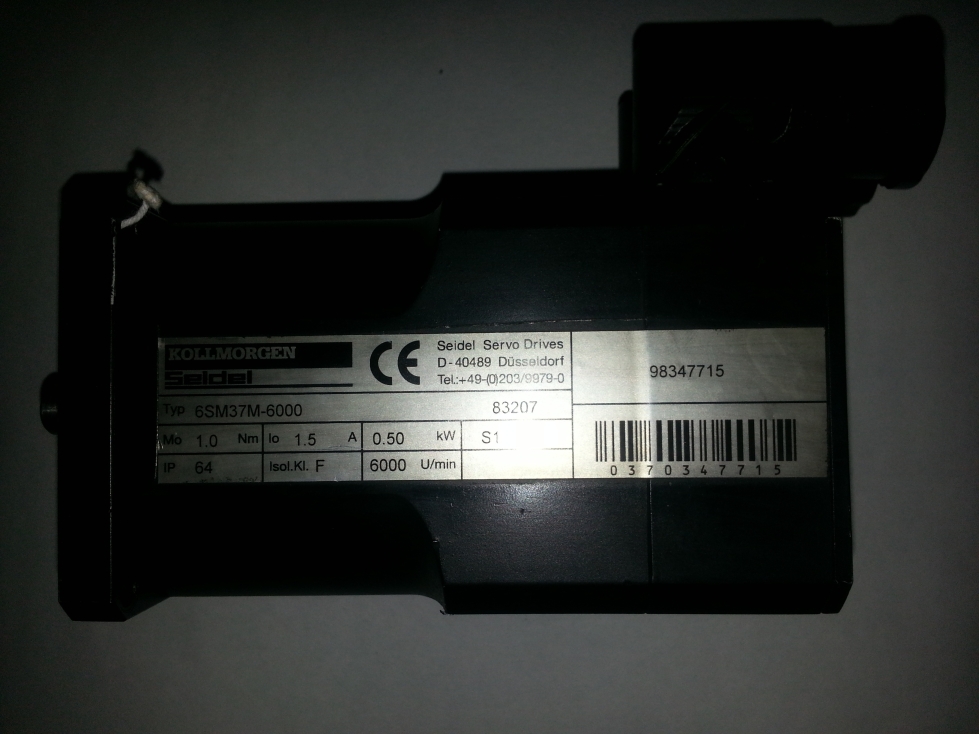 KOLLMORGEN
Seidel
CE
Seidel Servo Drives
D-40489 Düsseldorf
Tel.:+49-(0)203/9979-0
Typ 6SM37M-6000 83207
Mo 1.0 Nm Io 1.5 A 0.50 kW S1
IP 64 Isol.Kl. F 6000 U/min
98347715
0370347715